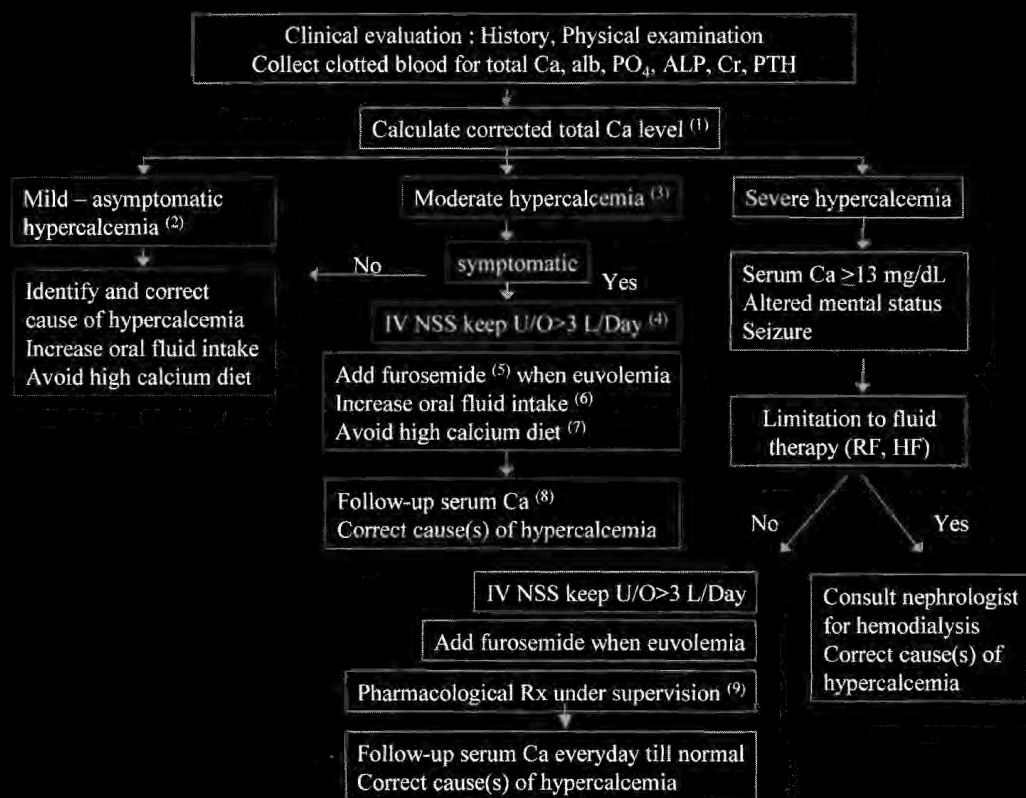 Clinical evaluation : History, Physical examination
Collect clotted blood for total Ca, alb, PO₄, ALP, Cr, PTH
Calculate corrected total Ca level ⁽¹⁾
Mild – asymptomatic
hypercalcemia ⁽²⁾
Identify and correct
cause of hypercalcemia
Increase oral fluid intake
Avoid high calcium diet
Moderate hypercalcemia ⁽³⁾
symptomatic
No
Yes
IV NSS keep U/O>3 L/Day ⁽⁴⁾
Add furosemide ⁽⁵⁾ when euvolemia
Increase oral fluid intake ⁽⁶⁾
Avoid high calcium diet ⁽⁷⁾
Follow-up serum Ca ⁽⁸⁾
Correct cause(s) of hypercalcemia
Severe hypercalcemia
Serum Ca ≥13 mg/dL
Altered mental status
Seizure
Limitation to fluid
therapy (RF, HF)
No
Yes
IV NSS keep U/O>3 L/Day
Add furosemide when euvolemia
Pharmacological Rx under supervision ⁽⁹⁾
Follow-up serum Ca everyday till normal
Correct cause(s) of hypercalcemia
Consult nephrologist
for hemodialysis
Correct cause(s) of
hypercalcemia